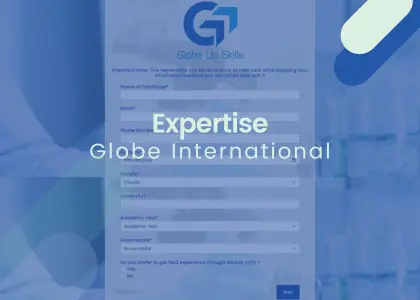 Globe Up Skills
Important Note: This registration can be done once so take care while applying your
information because you will not be able edit it
Name of Certificate*
Email*
Phone Number
Expertise
Globe International
Faculty*
Faculty
University*
Academic Year*
Academic Year
Governorate*
Governorate
Do you prefer to get field experience through
Yes
No
Next